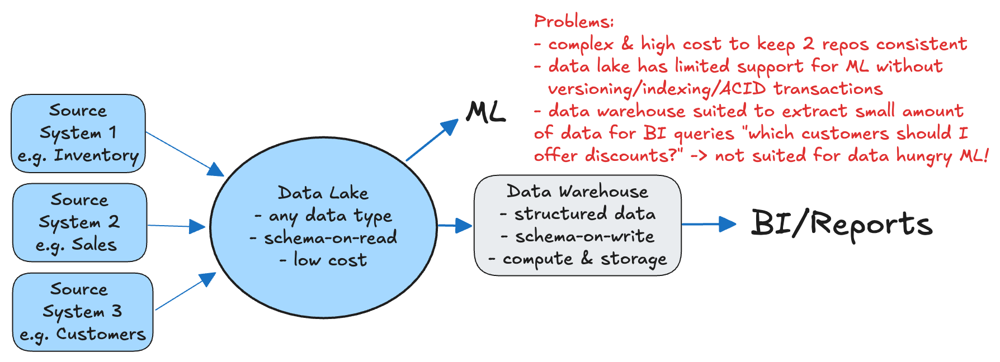 Problems:
- complex & high cost to keep 2 repos consistent
- data lake has limited support for ML without
versioning/indexing/ACID transactions
- data warehouse suited to extract small amount
of data for BI queries "which customers should I
offer discounts?" -> not suited for data hungry ML!
Source
System 1
e.g. Inventory
Source
System 2
e.g. Sales
Source
System 3
e.g. Customers
Data Lake
- any data type
- schema-on-read
- low cost
ML
Data Warehouse
- structured data
- schema-on-write
- compute & storage
BI/Reports